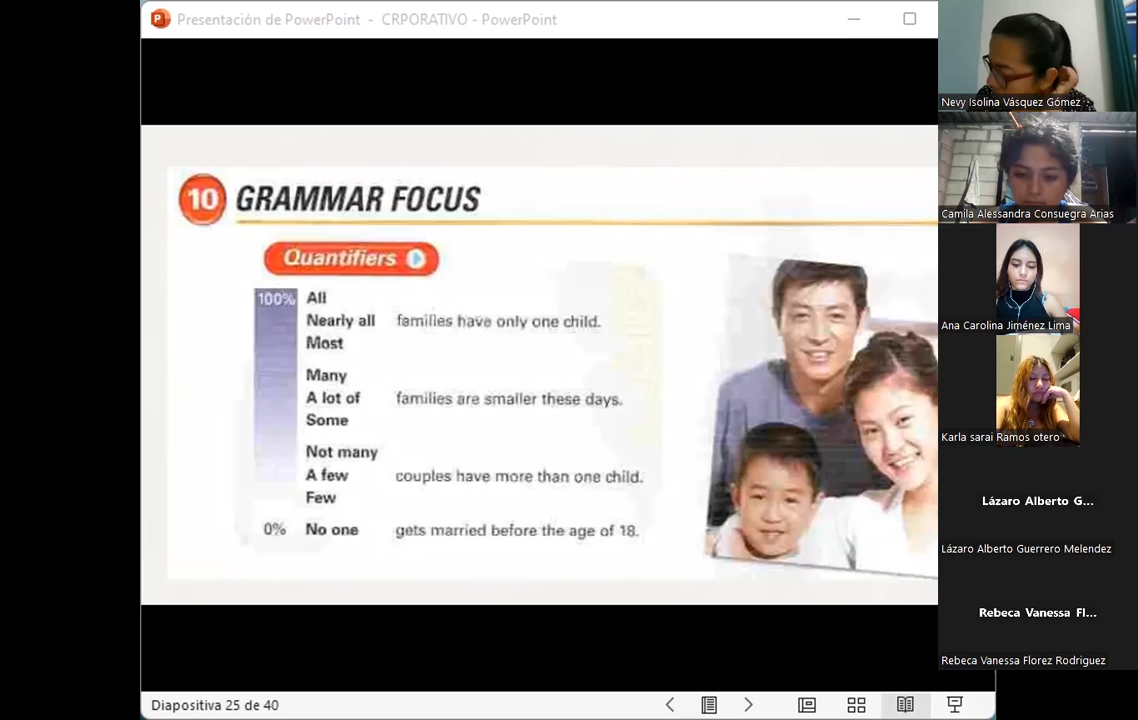 Presentación de PowerPoint - CRPORATIVO - PowerPoint
10 GRAMMAR FOCUS
Quantifiers
100% All
Nearly all families have only one child.
Most
Many
A lot of families are smaller these days.
Some
Not many
A few couples have more than one child.
Few
0% No one gets married before the age of 18.
Diapositiva 25 de 40
Nevy Isolina Vásquez Gómez
Camila Alessandra Consuegra Arias
Ana Carolina Jiménez Lima
Karla sarai Ramos otero
Lázaro Alberto G...
Lázaro Alberto Guerrero Melendez
Rebeca Vanessa Fl...
Rebeca Vanessa Florez Rodriguez